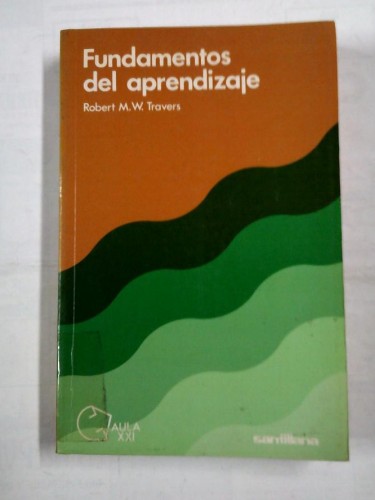 Fundamentos
del aprendizaje
Robert M.W. Travers
AULA
XXI
santillana